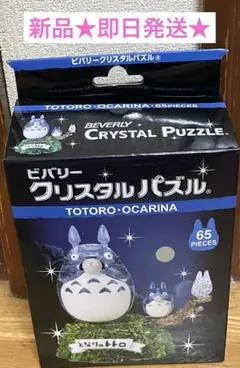 新品★即日発送★
ビバリークリスタルパズル®
TOTORO・OCARINA・65PIECES
BEVERLY
CRYSTAL PUZZLE®
ビバリー
クリスタルパズル®
TOTORO・OCARINA
65
PIECES
となりのトトロ